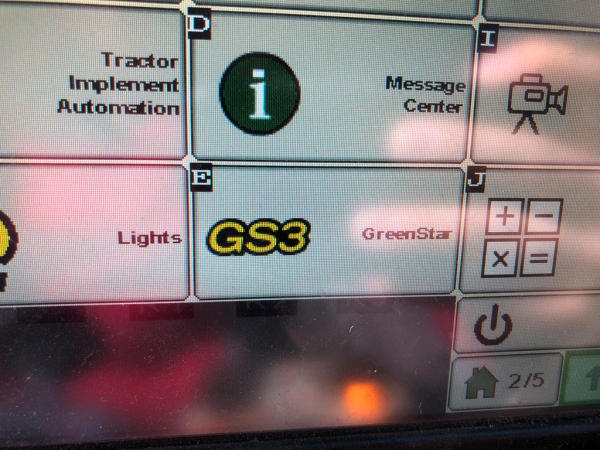 D
I
Tractor
Implement
Automation
i
Message
Center
E
J
Lights
GS3
GreenStar
+ -
x =
2/5